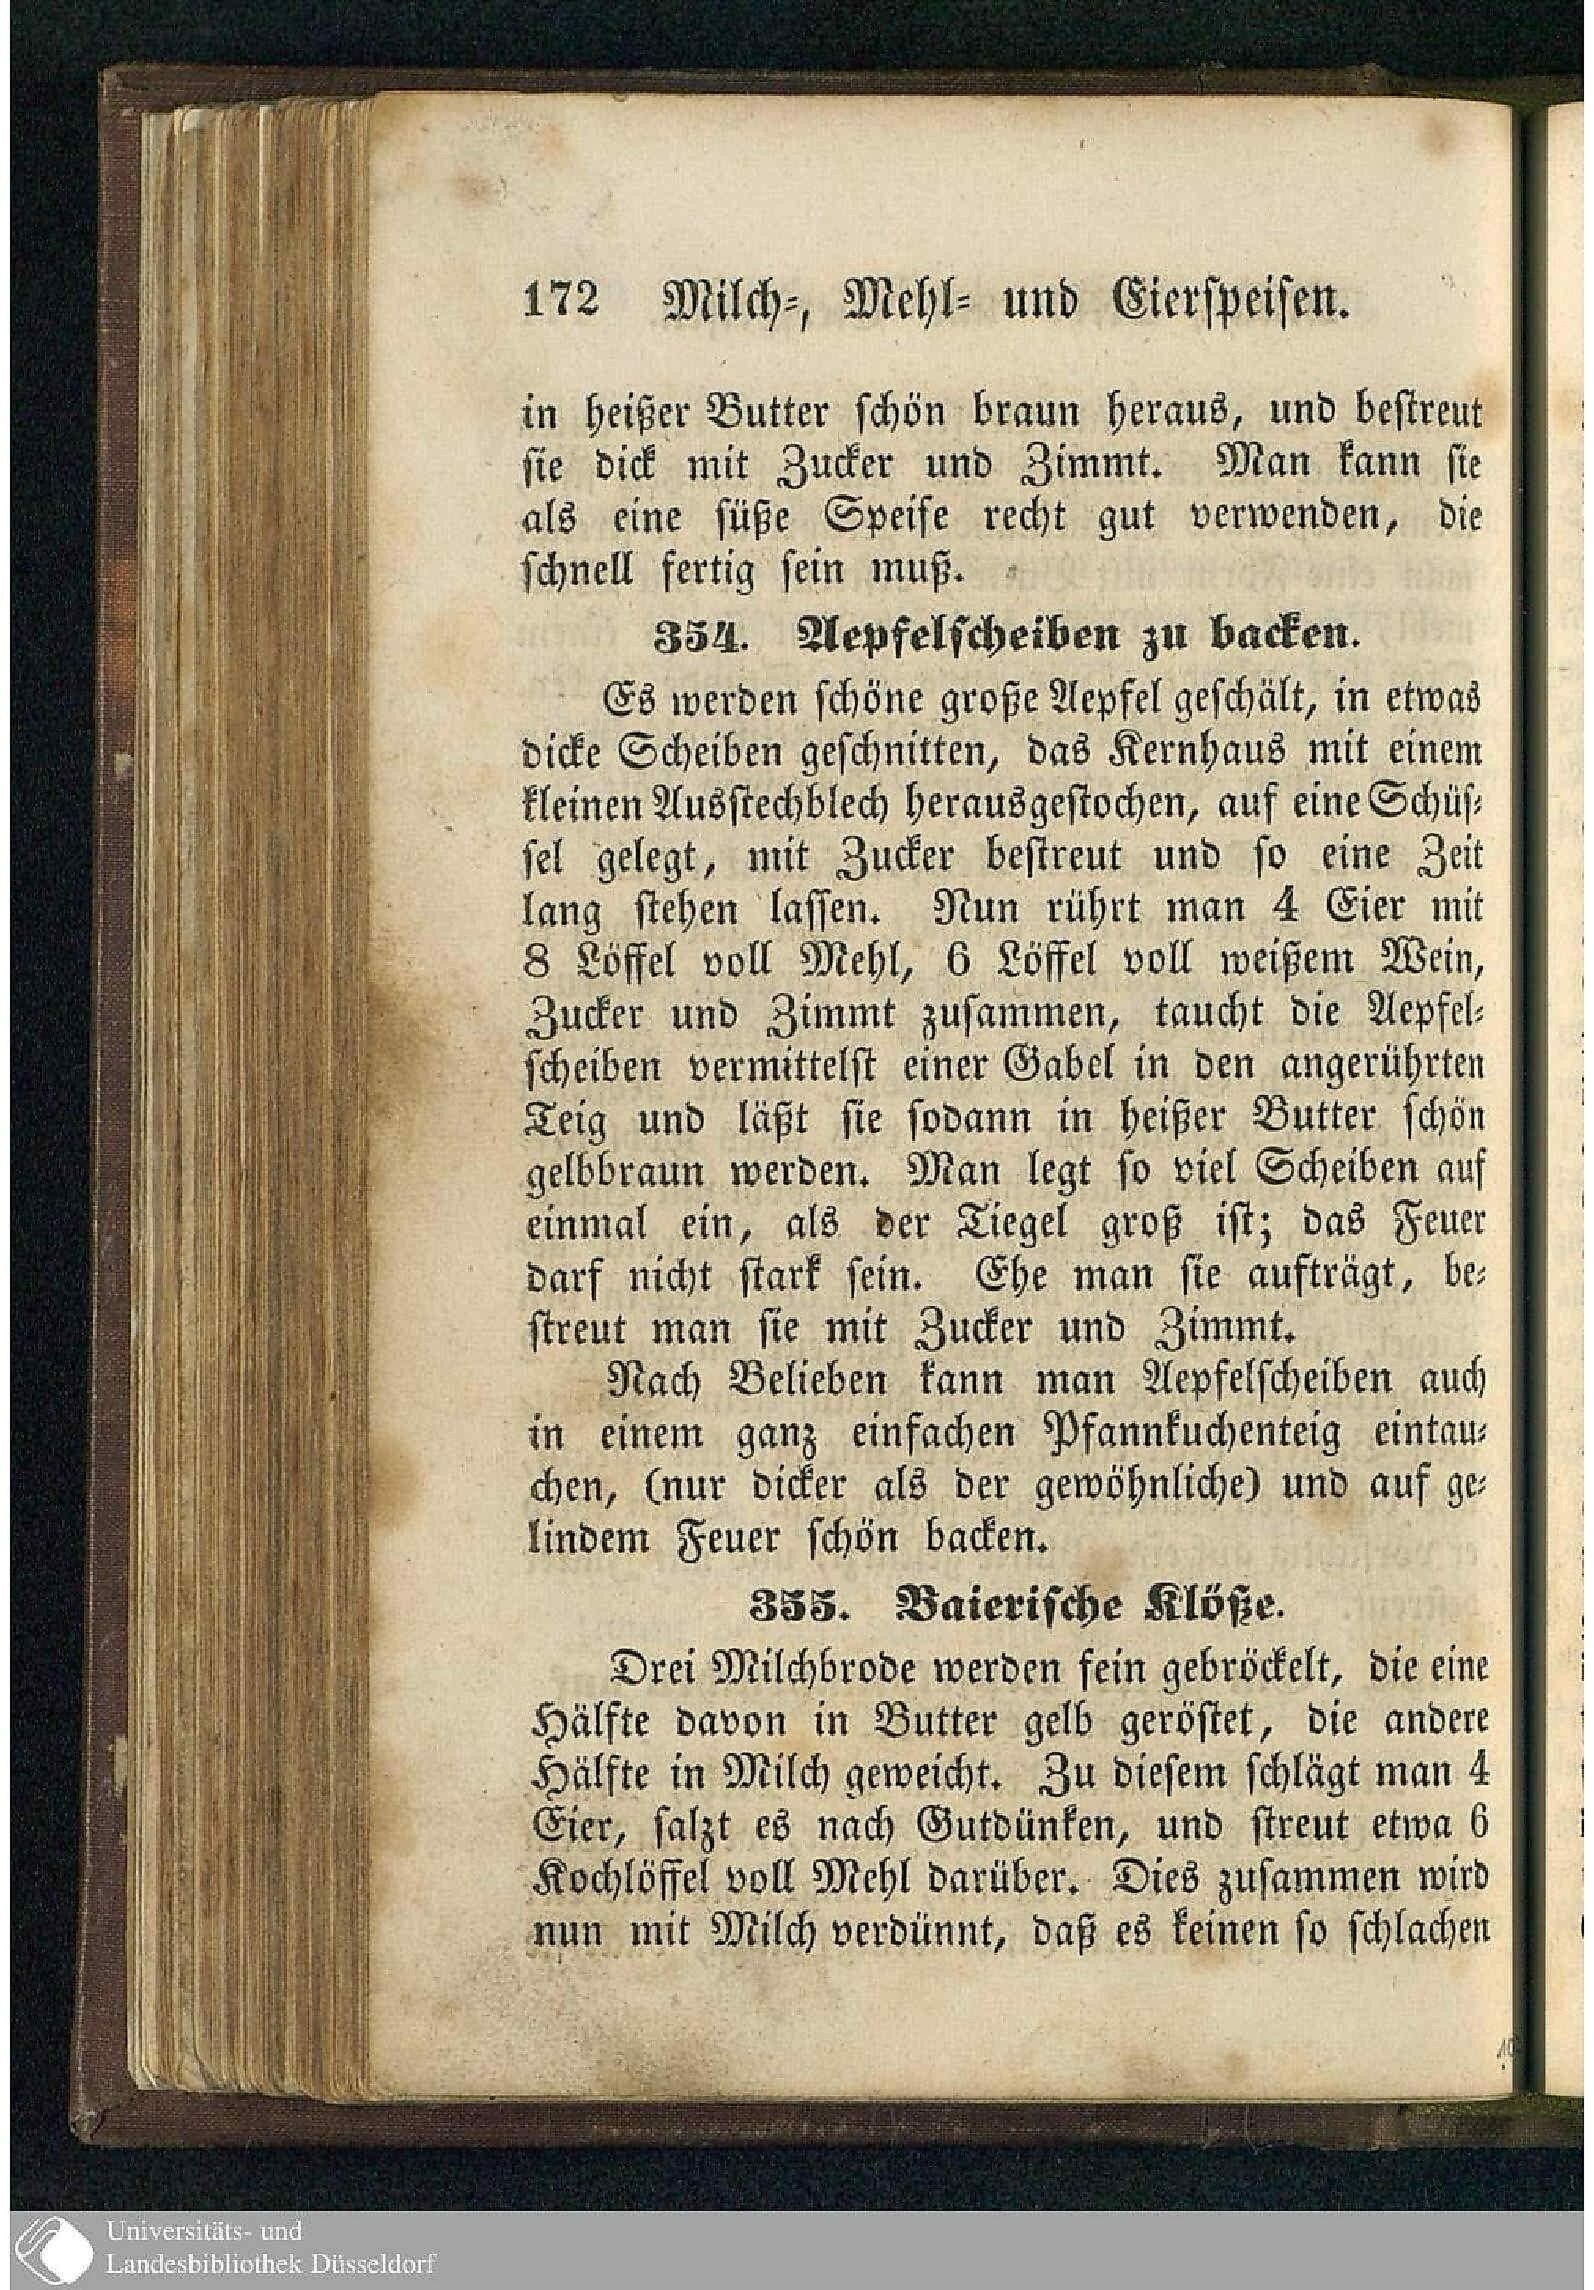 172 Milch-, Mehl- und Eierspeisen.
in heißer Butter schön braun heraus, und bestreut
sie dick mit Zucker und Zimmt. Man kann sie
als eine süße Speise recht gut verwenden, die
schnell fertig sein muß.
354. Aepfelscheiben zu backen.
Es werden schöne große Aepfel geschält, in etwas
dicke Scheiben geschnitten, das Kernhaus mit einem
kleinen Ausstechblech herausgestochen, auf eine Schüs-
sel gelegt, mit Zucker bestreut und so eine Zeit
lang stehen lassen. Nun rührt man 4 Eier mit
8 Löffel voll Mehl, 6 Löffel voll weißem Wein,
Zucker und Zimmt zusammen, taucht die Aepfel-
scheiben vermittelst einer Gabel in den angerührten
Teig und läßt sie sodann in heißer Butter schön
gelbbraun werden. Man legt so viel Scheiben auf
einmal ein, als der Tiegel groß ist; das Feuer
darf nicht stark sein. Ehe man sie aufträgt, be-
streut man sie mit Zucker und Zimmt.
Nach Belieben kann man Aepfelscheiben auch
in einem ganz einfachen Pfannkuchenteig eintau-
chen, (nur dicker als der gewöhnliche) und auf ge-
lindem Feuer schön backen.
355. Baierische Klöße.
Drei Milchbrode werden fein gebröckelt, die eine
Hälfte davon in Butter gelb geröstet, die andere
Hälfte in Milch geweicht. Zu diesem schlägt man 4
Eier, salzt es nach Gutdünken, und streut etwa 6
Kochlöffel voll Mehl darüber. Dies zusammen wird
nun mit Milch verdünnt, daß es keinen so schlachen
Universitäts- und
Landesbibliothek Düsseldorf